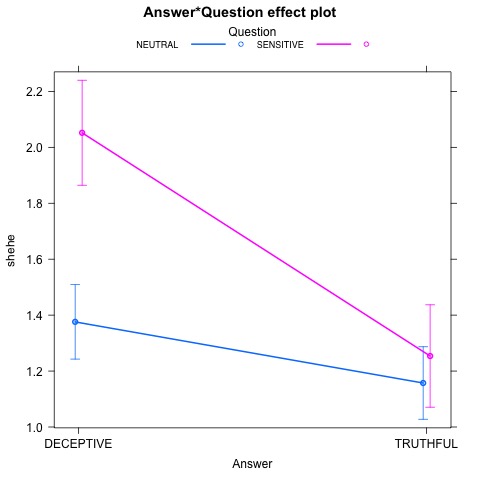 Answer*Question effect plot
Question
NEUTRAL SENSITIVE
2.2
2.0
1.8
1.6
1.4
1.2
1.0
shehe
DECEPTIVE TRUTHFUL
Answer